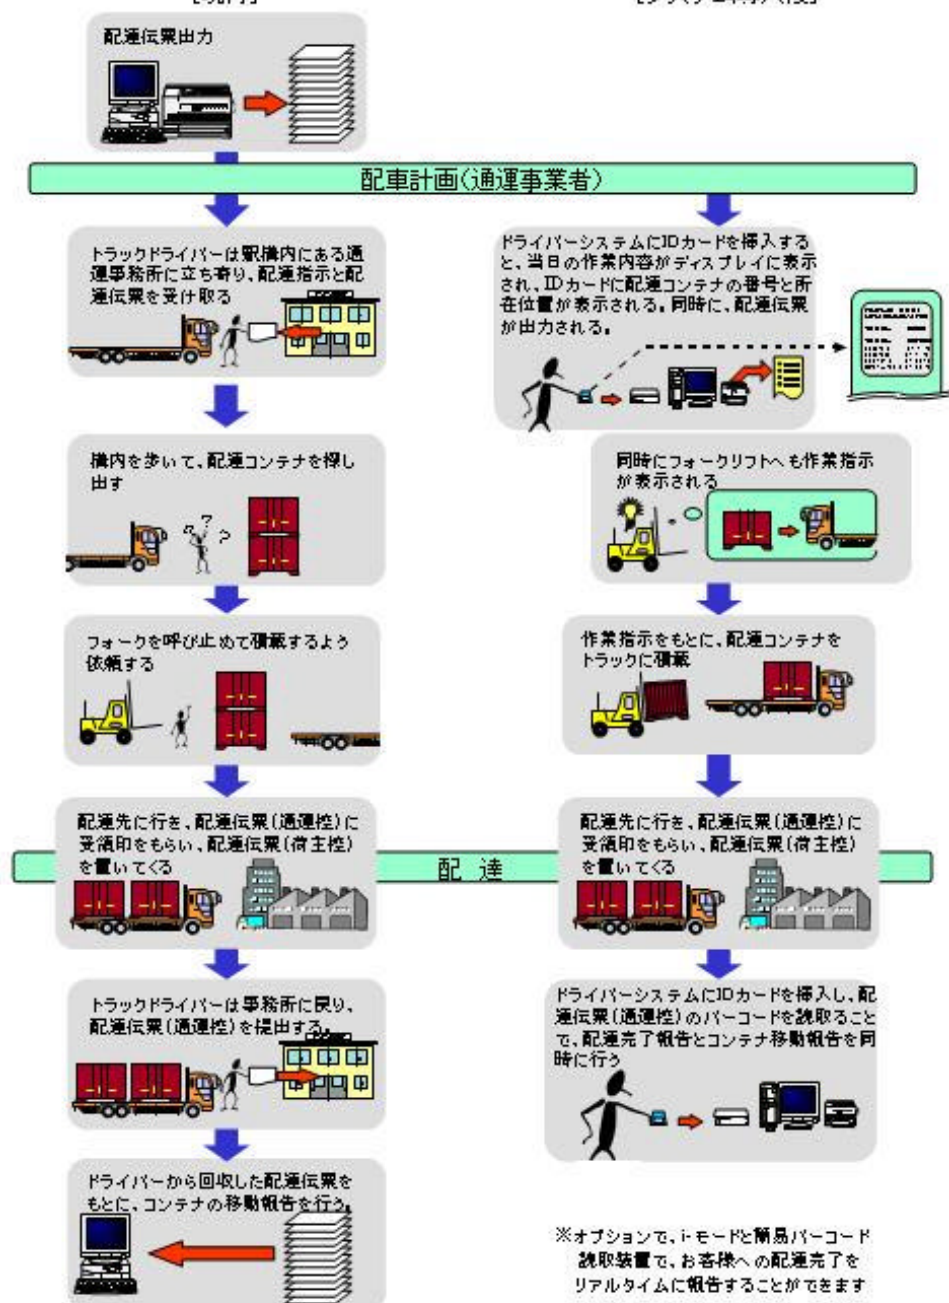 配達伝票出力
配車計画(通運事業者)
トラックドライバーは駅構内にある通
運事務所に立ち寄り、配達指示と配
達伝票を受け取る
ドライバーシステムにIDカードを挿入する
と、当日の作業内容がディスプレイに表示
され、IDカードに配達コンテナの番号と所
在位置が表示される。同時に、配達伝票
が出力される。
構内を歩いて、配達コンテナを探し
出す
同時にフォークリフトへも作業指示
が表示される
フォークを呼び止めて積載するよう
依頼する
作業指示をもとに、配達コンテナを
トラックに積載
配達先に行き、配達伝票(通運控)に
受領印をもらい、配達伝票(荷主控)
を置いてくる
配達
配達先に行き、配達伝票(通運控)に
受領印をもらい、配達伝票(荷主控)
を置いてくる
トラックドライバーは事務所に戻り、
配達伝票(通運控)を提出する。
ドライバーシステムにIDカードを挿入し、配
達伝票(通運控)のバーコードを読取ること
で、配達完了報告とコンテナ移動報告を同
時に行う
ドライバーから回収した配達伝票を
もとに、コンテナの移動報告を行う。
※オプションで、i-モードと簡易バーコード
読取装置で、お客様への配達完了を
リアルタイムに報告することができます